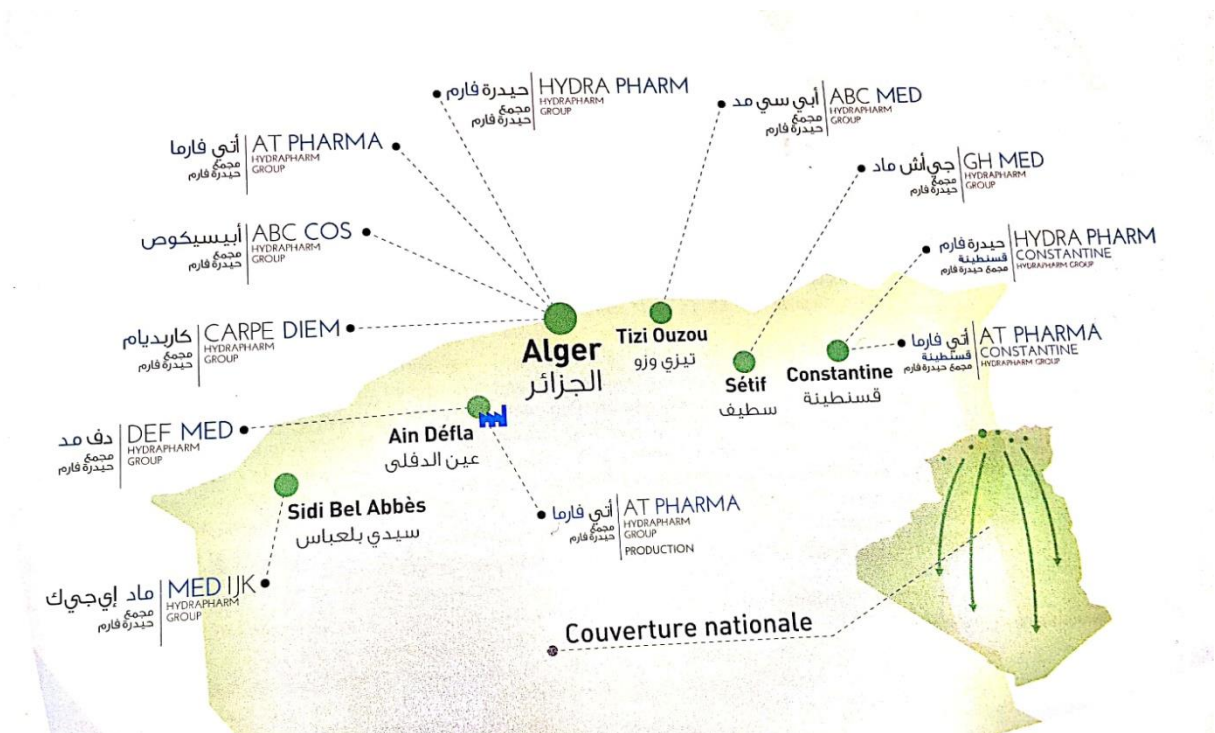 حيدرة فارم HYDRA PHARM
مجمع HYDRAPHARM
حيدرة فارم GROUP
أبي سي مد ABC MED
مجمع HYDRAPHARM
حيدرة فارم GROUP
أتي فارما AT PHARMA
مجمع HYDRAPHARM
حيدرة فارم GROUP
جي أش ماد GH MED
مجمع HYDRAPHARM
حيدرة فارم GROUP
أبيسيكوص ABC COS
مجمع HYDRAPHARM
حيدرة فارم GROUP
حيدرة فارم HYDRA PHARM
قسنطينة CONSTANTINE
مجمع حيدرة فارم HYDRAPHARM GROUP
كاربديام CARPE DIEM
مجمع HYDRAPHARM
حيدرة فارم GROUP
Alger
الجزائر
Tizi Ouzou
تيزي وزو
Sétif
سطيف
Constantine
قسنطينة
أتي فارما AT PHARMA
قسنطينة CONSTANTINE
مجمع حيدرة فارم HYDRAPHARM GROUP
دف مد DEF MED
مجمع HYDRAPHARM
حيدرة فارم GROUP
Ain Défla
عين الدفلى
Sidi Bel Abbès
سيدي بلعباس
أتي فارما AT PHARMA
مجمع HYDRAPHARM
حيدرة فارم GROUP
PRODUCTION
ماد إي جي ك MED IJK
مجمع HYDRAPHARM
حيدرة فارم GROUP
Couverture nationale